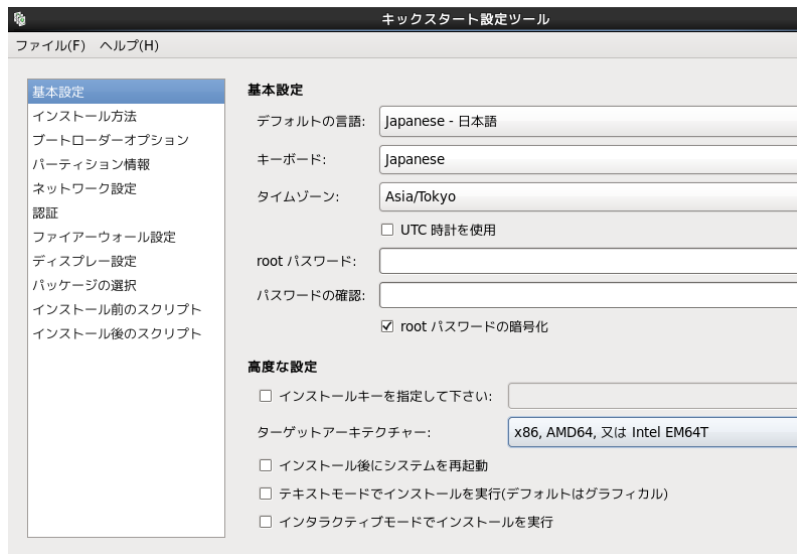 キックスタート設定ツール
ファイル(F) ヘルプ(H)
基本設定
インストール方法
ブートローダーオプション
パーティション情報
ネットワーク設定
認証
ファイアーウォール設定
ディスプレー設定
パッケージの選択
インストール前のスクリプト
インストール後のスクリプト
基本設定
デフォルトの言語: Japanese - 日本語
キーボード: Japanese
タイムゾーン: Asia/Tokyo
UTC 時計を使用
root パスワード:
パスワードの確認:
root パスワードの暗号化
高度な設定
インストールキーを指定して下さい:
ターゲットアーキテクチャー: x86, AMD64, 又は Intel EM64T
インストール後にシステムを再起動
テキストモードでインストールを実行(デフォルトはグラフィカル)
インタラクティブモードでインストールを実行